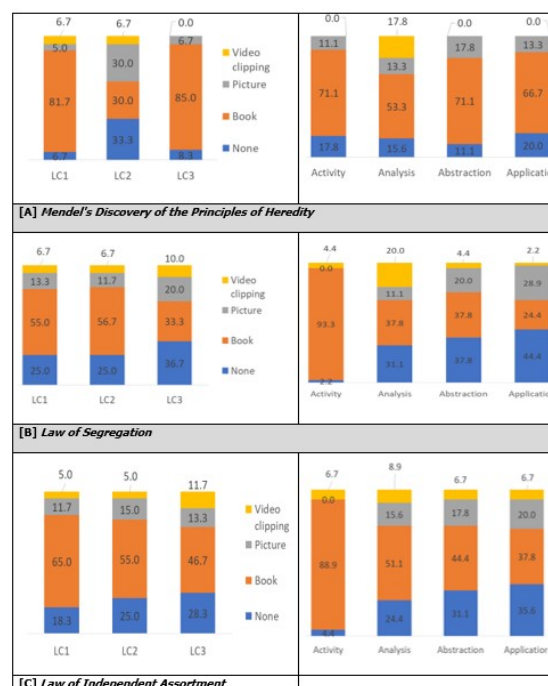 6.7 6.7 0.0
5.0 30.0 6.7
81.7 30.0 85.0
6.7 33.3 8.3
LC1 LC2 LC3
Video
clipping
Picture
Book
None
0.0 17.8 0.0 0.0
11.1 13.3 17.8 13.3
71.1 53.3 71.1 66.7
17.8 15.6 11.1 20.0
Activity Analysis Abstraction Application
[A] Mendel's Discovery of the Principles of Heredity
6.7 6.7 10.0
13.3 11.7 20.0
55.0 56.7 33.3
25.0 25.0 36.7
LC1 LC2 LC3
Video
clipping
Picture
Book
None
4.4 20.0 4.4 2.2
0.0 11.1 20.0 28.9
93.3 37.8 37.8 24.4
2.2 31.1 37.8 44.4
Activity Analysis Abstraction Application
[B] Law of Segregation
5.0 5.0 11.7
11.7 15.0 13.3
65.0 55.0 46.7
18.3 25.0 28.3
LC1 LC2 LC3
Video
clipping
Picture
Book
None
6.7 8.9 6.7 6.7
0.0 15.6 17.8 20.0
88.9 51.1 44.4 37.8
4.4 24.4 31.1 35.6
Activity Analysis Abstraction Application
[C] Law of Independent Assortment